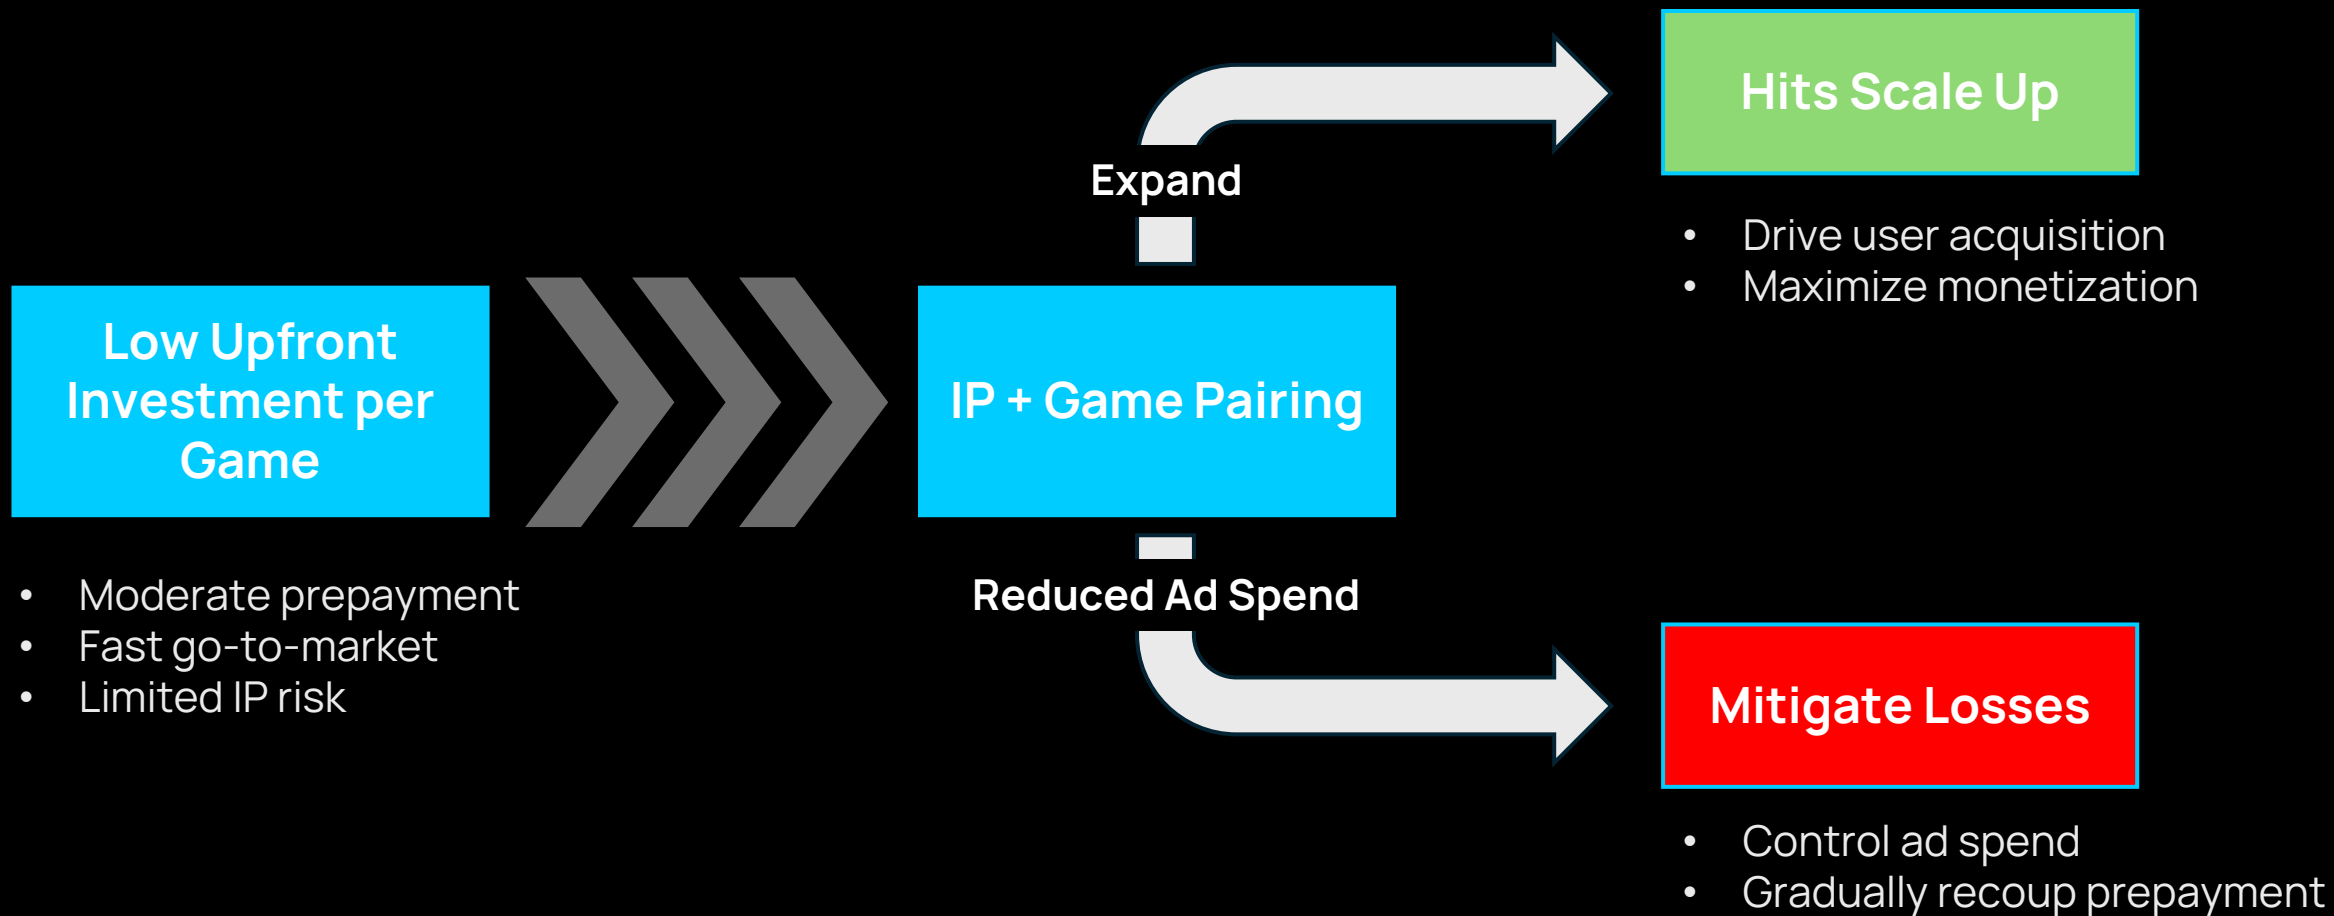 Low Upfront
Investment per
Game
• Moderate prepayment
• Fast go-to-market
• Limited IP risk
IP + Game Pairing
Expand
Hits Scale Up
• Drive user acquisition
• Maximize monetization
Reduced Ad Spend
Mitigate Losses
• Control ad spend
• Gradually recoup prepayment